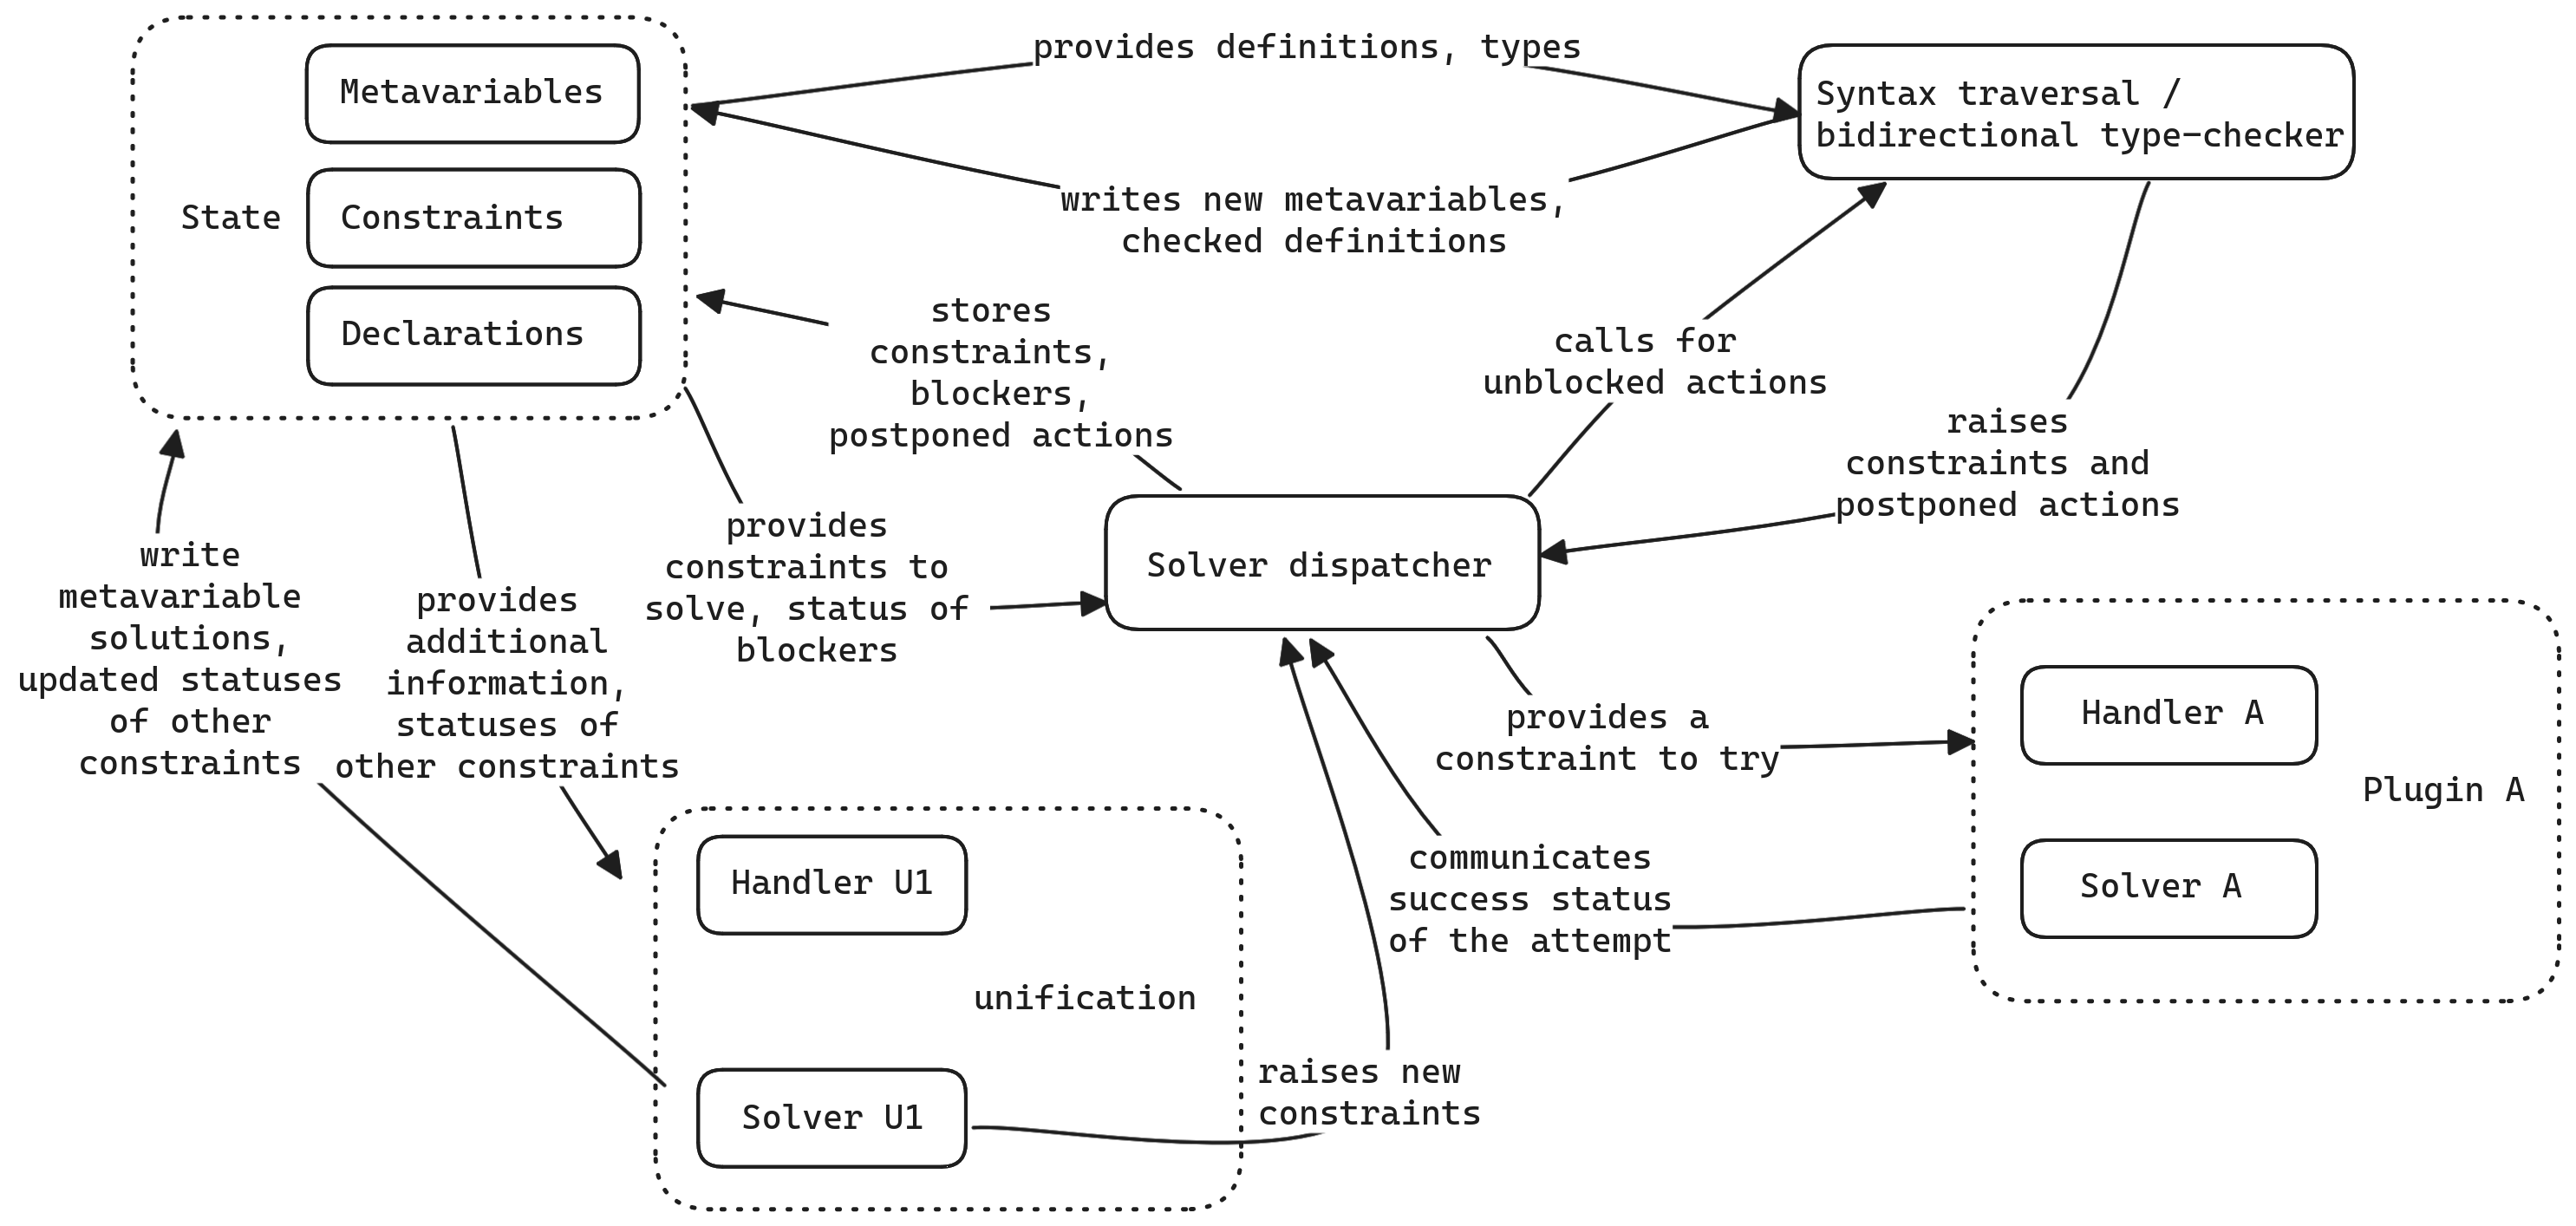 Metavariables
State
Constraints
Declarations
provides definitions, types
Syntax traversal /
bidirectional type-checker
writes new metavariables,
checked definitions
stores
constraints,
blockers,
postponed actions
calls for
unblocked actions
raises
constraints and
postponed actions
write
metavariable
solutions,
updated statuses
of other
constraints
provides
additional
information,
statuses of
other constraints
provides
constraints to
solve, status of
blockers
Solver dispatcher
provides a
constraint to try
Handler A
Plugin A
Solver A
communicates
success status
of the attempt
Handler U1
unification
Solver U1
raises new
constraints